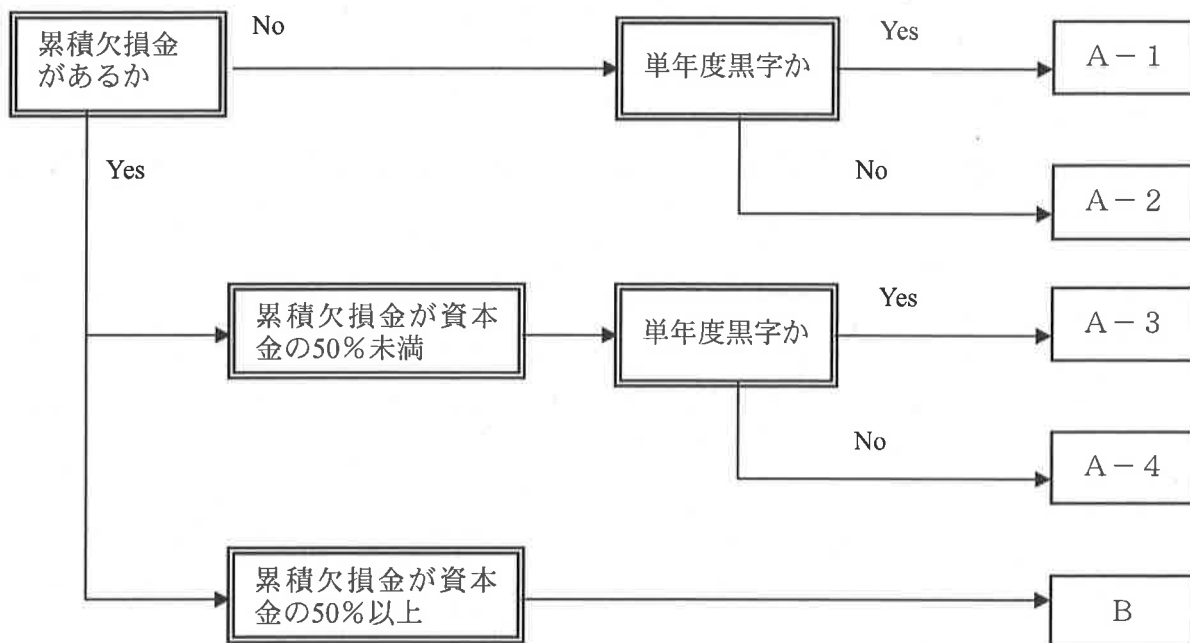 累積欠損金
があるか
No
単年度黒字か
Yes
A－1
Yes
No
A－2
累積欠損金が資本
金の50％未満
単年度黒字か
Yes
A－3
No
A－4
累積欠損金が資本
金の50％以上
B